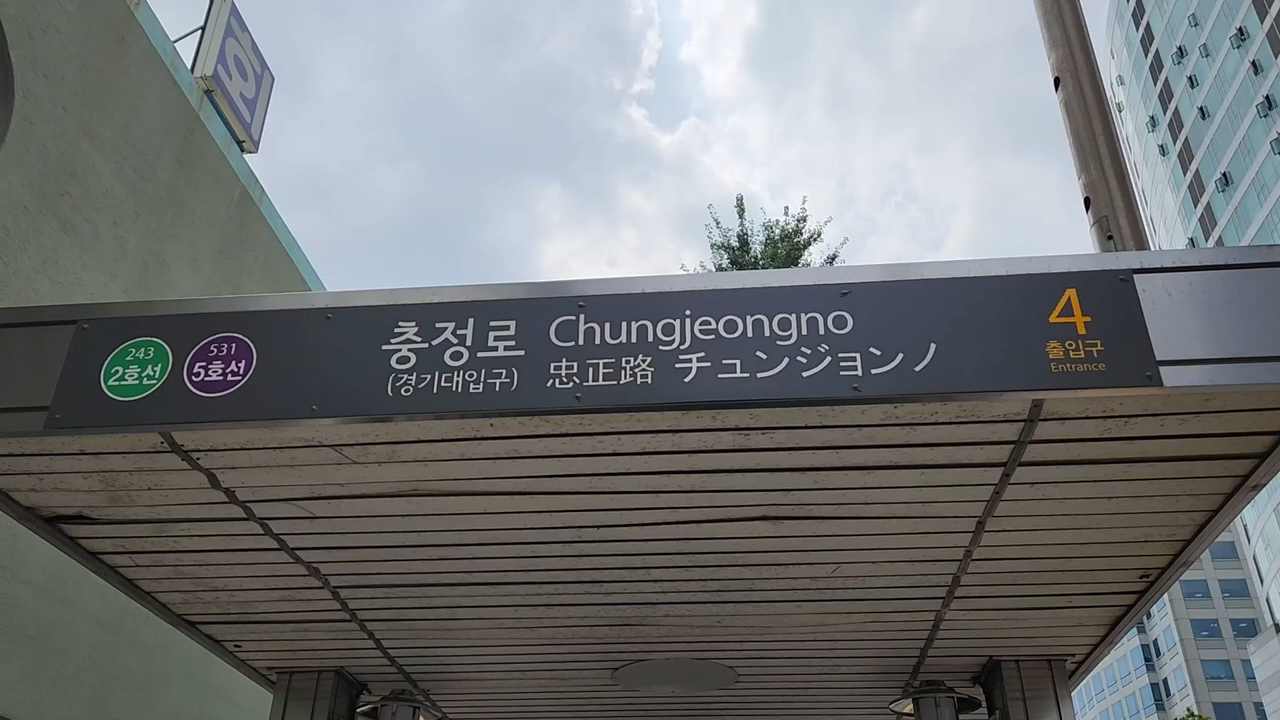 243
2호선
531
5호선
충정로 Chungjeongno
(경기대입구) 忠正路 チュンジョンノ
4
출입구
Entrance